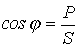 cos φ = P/S